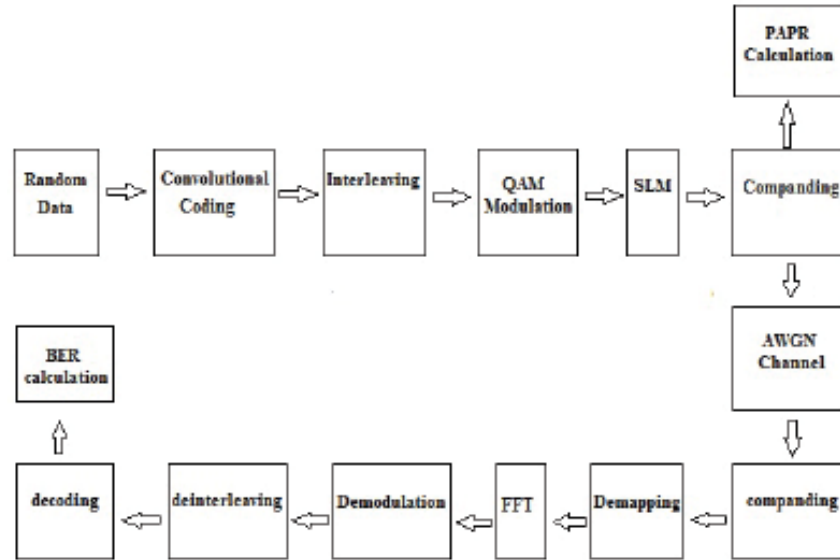 PAPR
Calculation
Random
Data
Convolutional
Coding
Interleaving
QAM
Modulation
SLM
Companding
BER
calculation
AWGN
Channel
decoding
deinterleaving
Demodulation
FFT
Demapping
companding